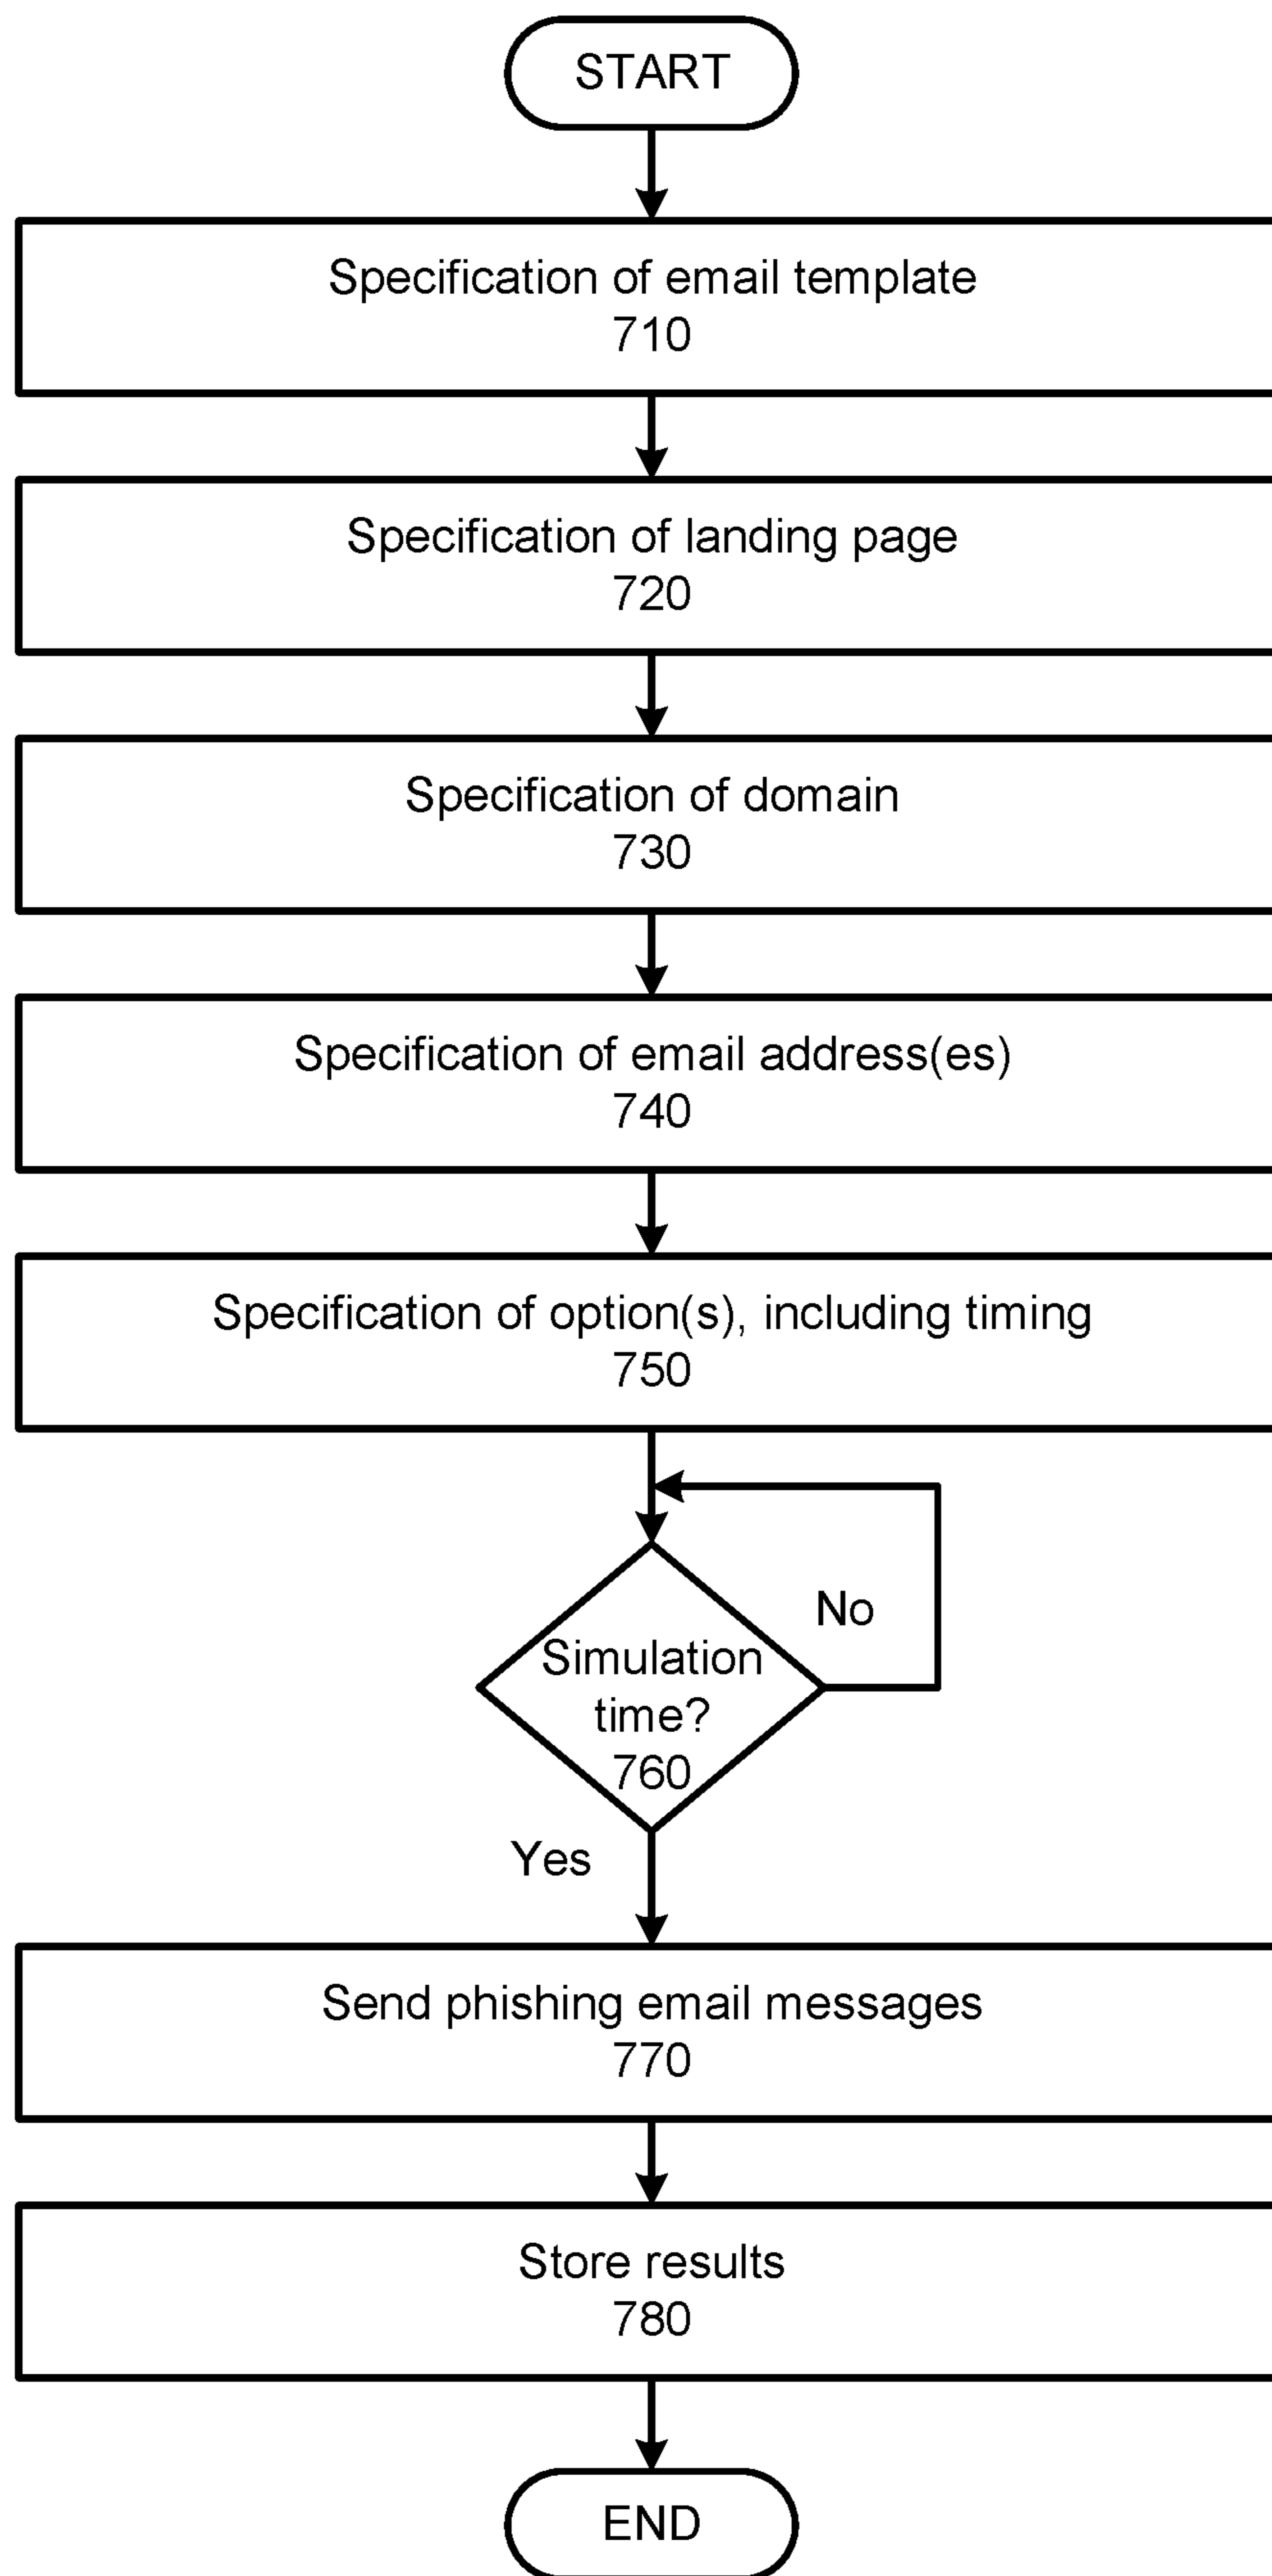 START
Specification of email template
710
Specification of landing page
720
Specification of domain
730
Specification of email address(es)
740
Specification of option(s), including timing
750
No
Simulation
time?
760
Yes
Send phishing email messages
770
Store results
780
END